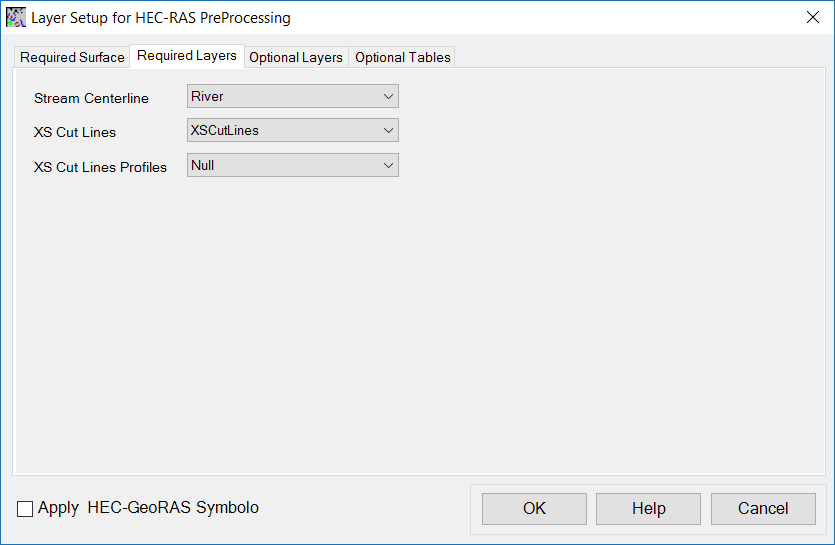 Layer Setup for HEC-RAS PreProcessing
Required Surface Required Layers Optional Layers Optional Tables
Stream Centerline River
XS Cut Lines XSCutLines
XS Cut Lines Profiles Null
Apply HEC-GeoRAS Symbolo OK Help Cancel